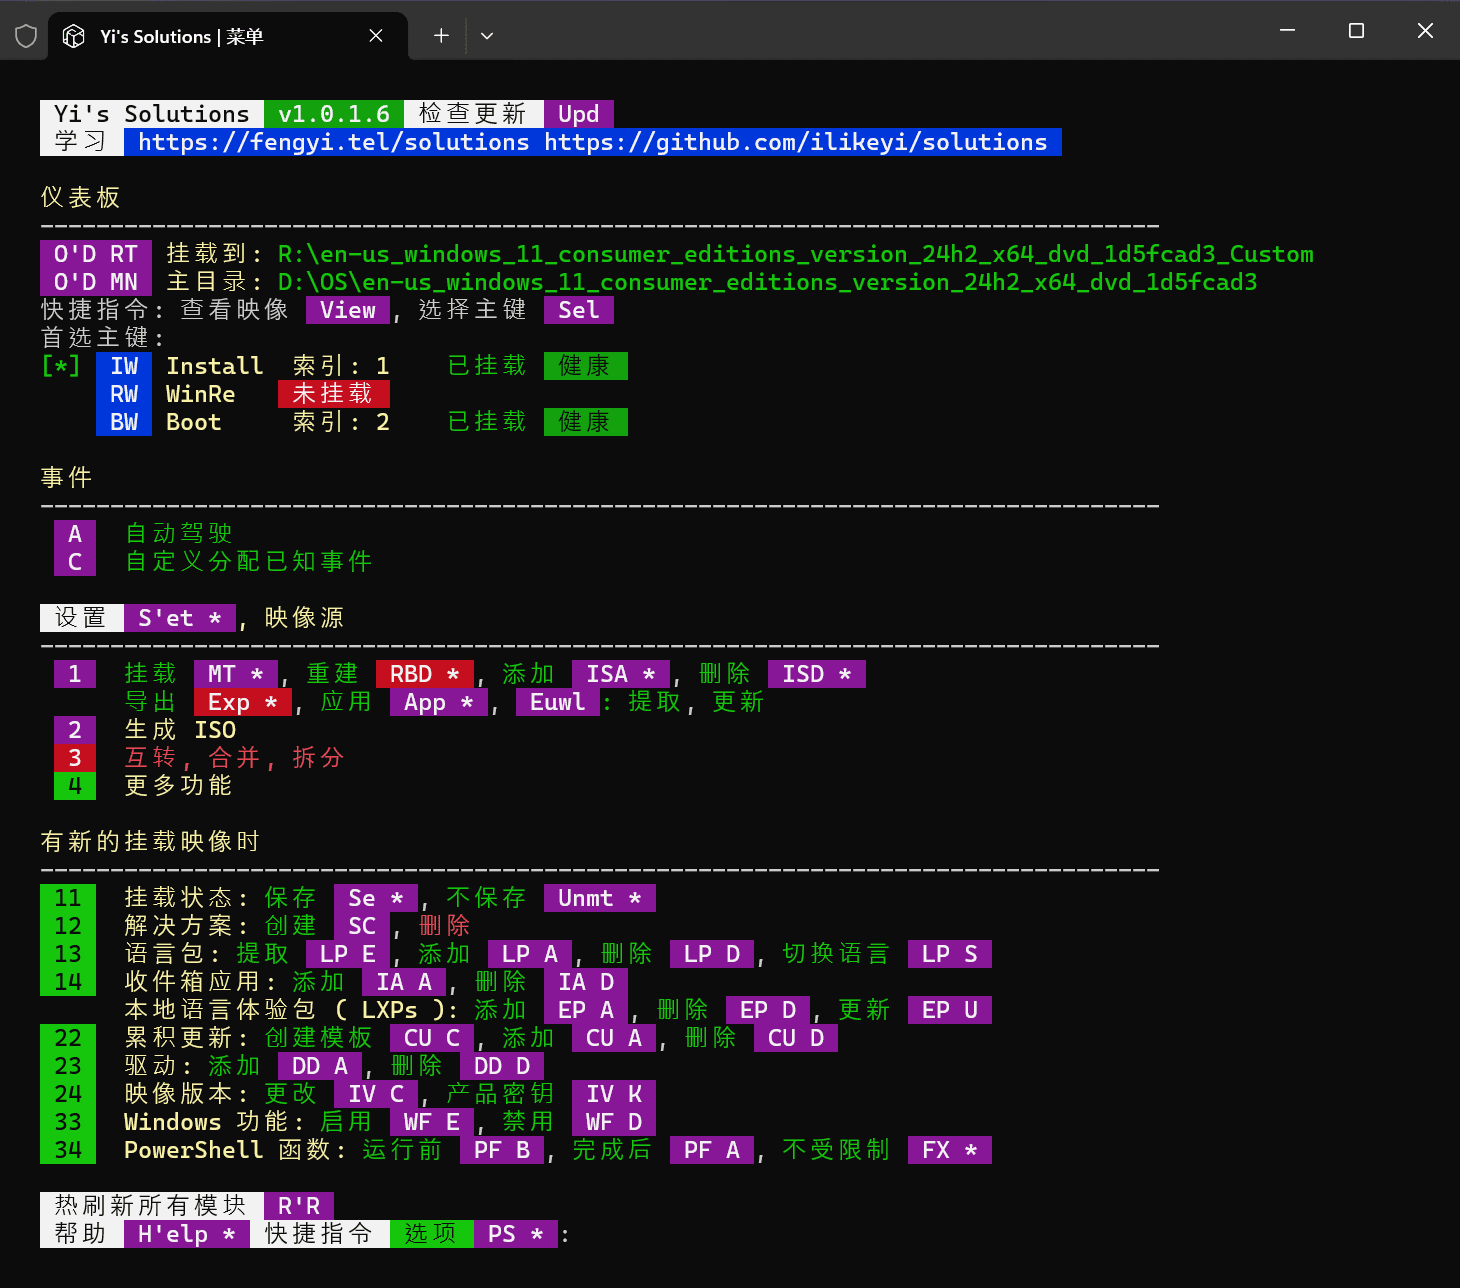 Yi's Solutions | 菜单
Yi's Solutions v1.0.1.6 检查更新 Upd
学习 https://fengyi.tel/solutions https://github.com/ilikeyi/solutions
仪表板
--------------------------------------------------------------------------------
O'D RT 挂载到: R:\en-us_windows_11_consumer_editions_version_24h2_x64_dvd_1d5fcad3_Custom
O'D MN 主目录: D:\OS\en-us_windows_11_consumer_editions_version_24h2_x64_dvd_1d5fcad3
快捷指令: 查看映像 View , 选择主键 Sel
首选主键:
[*] IW Install 索引: 1 已挂载 健康
RW WinRe 未挂载
BW Boot 索引: 2 已挂载 健康
事件
--------------------------------------------------------------------------------
A 自动驾驶
C 自定义分配已知事件
设置 S'et * , 映像源
--------------------------------------------------------------------------------
1 挂载 MT * , 重建 RBD * , 添加 ISA * , 删除 ISD *
导出 Exp * , 应用 App * , Euwl : 提取, 更新
2 生成 ISO
3 互转, 合并, 拆分
4 更多功能
有新的挂载映像时
--------------------------------------------------------------------------------
11 挂载状态: 保存 Se * , 不保存 Unmt *
12 解决方案: 创建 SC , 删除
13 语言包: 提取 LP E , 添加 LP A , 删除 LP D , 切换语言 LP S
14 收件箱应用: 添加 IA A , 删除 IA D
本地语言体验包 ( LXPs ): 添加 EP A , 删除 EP D , 更新 EP U
22 累积更新: 创建模板 CU C , 添加 CU A , 删除 CU D
23 驱动: 添加 DD A , 删除 DD D
24 映像版本: 更改 IV C , 产品密钥 IV K
33 Windows 功能: 启用 WF E , 禁用 WF D
34 PowerShell 函数: 运行前 PF B , 完成后 PF A , 不受限制 FX *
热刷新所有模块 R'R
帮助 H'elp * 快捷指令 选项 PS * :